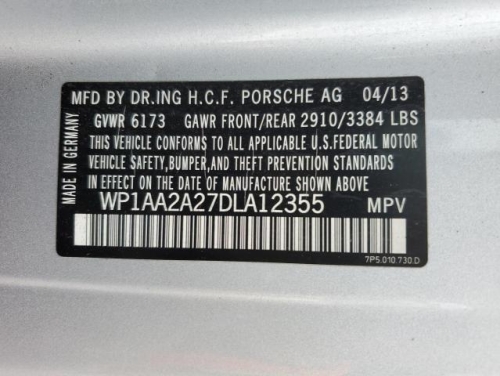 MFD BY DR.ING H.C.F. PORSCHE AG 04/13
GVWR 6173 GAWR FRONT/REAR 2910/3384 LBS
THIS VEHICLE CONFORMS TO ALL APPLICABLE U.S.FEDERAL MOTOR
VEHICLE SAFETY,BUMPER,AND THEFT PREVENTION STANDARDS
IN EFFECT ON THE DATE OF MANUFACTURE SHOWN ABOVE.
WP1AA2A27DLA12355 MPV
7P5.010.730.D
MADE IN GERMANY